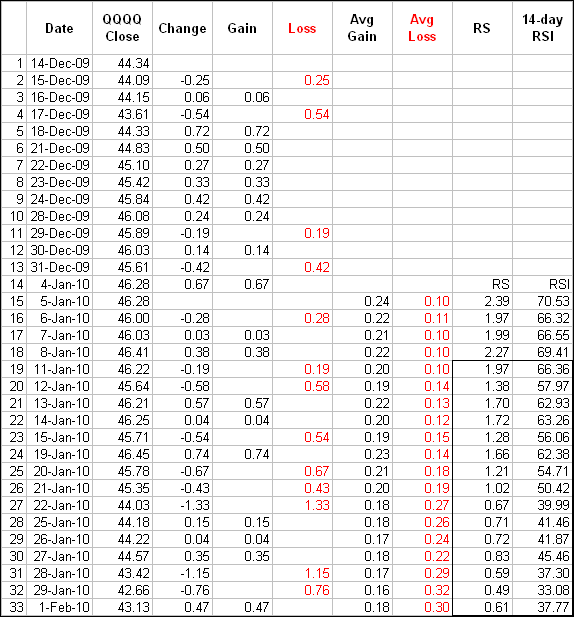 Date QQQQ Close Change Gain Loss Avg Gain Avg Loss RS 14-day RSI
1 14-Dec-09 44.34
2 15-Dec-09 44.09 -0.25 0.25
3 16-Dec-09 44.15 0.06 0.06
4 17-Dec-09 43.61 -0.54 0.54
5 18-Dec-09 44.33 0.72 0.72
6 21-Dec-09 44.83 0.50 0.50
7 22-Dec-09 45.10 0.27 0.27
8 23-Dec-09 45.42 0.33 0.33
9 24-Dec-09 45.84 0.42 0.42
10 28-Dec-09 46.08 0.24 0.24
11 29-Dec-09 45.89 -0.19 0.19
12 30-Dec-09 46.03 0.14 0.14
13 31-Dec-09 45.61 -0.42 0.42
14 4-Jan-10 46.28 0.67 0.67 RS RSI
15 5-Jan-10 46.28 0.24 0.10 2.39 70.53
16 6-Jan-10 46.00 -0.28 0.28 0.22 0.11 1.97 66.32
17 7-Jan-10 46.03 0.03 0.03 0.21 0.10 1.99 66.55
18 8-Jan-10 46.41 0.38 0.38 0.22 0.10 2.27 69.41
19 11-Jan-10 46.22 -0.19 0.19 0.20 0.10 1.97 66.36
20 12-Jan-10 45.64 -0.58 0.58 0.19 0.14 1.38 57.97
21 13-Jan-10 46.21 0.57 0.57 0.22 0.13 1.70 62.93
22 14-Jan-10 46.25 0.04 0.04 0.20 0.12 1.72 63.26
23 15-Jan-10 45.71 -0.54 0.54 0.19 0.15 1.28 56.06
24 19-Jan-10 46.45 0.74 0.74 0.23 0.14 1.66 62.38
25 20-Jan-10 45.78 -0.67 0.67 0.21 0.18 1.21 54.71
26 21-Jan-10 45.35 -0.43 0.43 0.20 0.19 1.02 50.42
27 22-Jan-10 44.03 -1.33 1.33 0.18 0.27 0.67 39.99
28 25-Jan-10 44.18 0.15 0.15 0.18 0.26 0.71 41.46
29 26-Jan-10 44.22 0.04 0.04 0.17 0.24 0.72 41.87
30 27-Jan-10 44.57 0.35 0.35 0.18 0.22 0.83 45.46
31 28-Jan-10 43.42 -1.15 1.15 0.17 0.29 0.59 37.30
32 29-Jan-10 42.66 -0.76 0.76 0.16 0.32 0.49 33.08
33 1-Feb-10 43.13 0.47 0.47 0.18 0.30 0.61 37.77